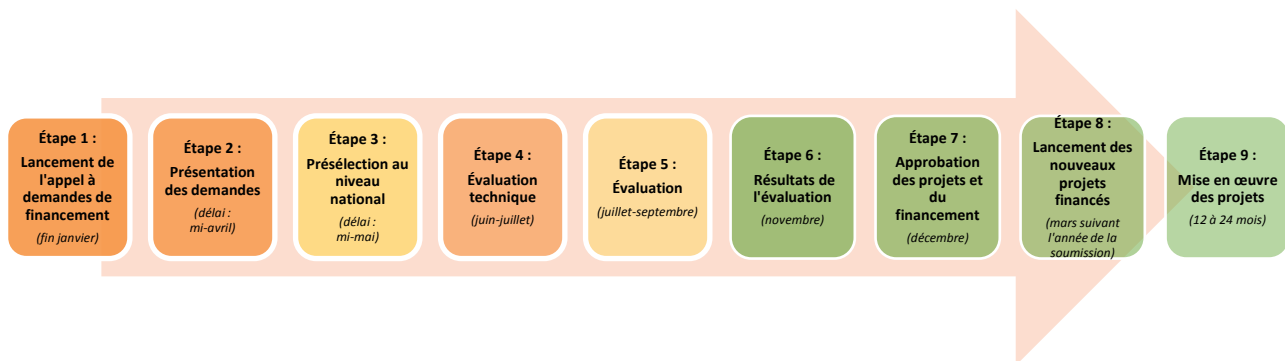 Étape 1 :
Lancement de
l'appel à
demandes de
financement
(fin janvier)
Étape 2 :
Présentation
des demandes
(délai :
mi-avril)
Étape 3 :
Présélection au
niveau
national
(délai :
mi-mai)
Étape 4 :
Évaluation
technique
(juin-juillet)
Étape 5 :
Évaluation
(juillet-septembre)
Étape 6 :
Résultats de
l'évaluation
(novembre)
Étape 7 :
Approbation
des projets et
du
financement
(décembre)
Étape 8 :
Lancement des
nouveaux
projets
financés
(mars suivant
l'année de la
soumission)
Étape 9 :
Mise en œuvre
des projets
(12 à 24 mois)